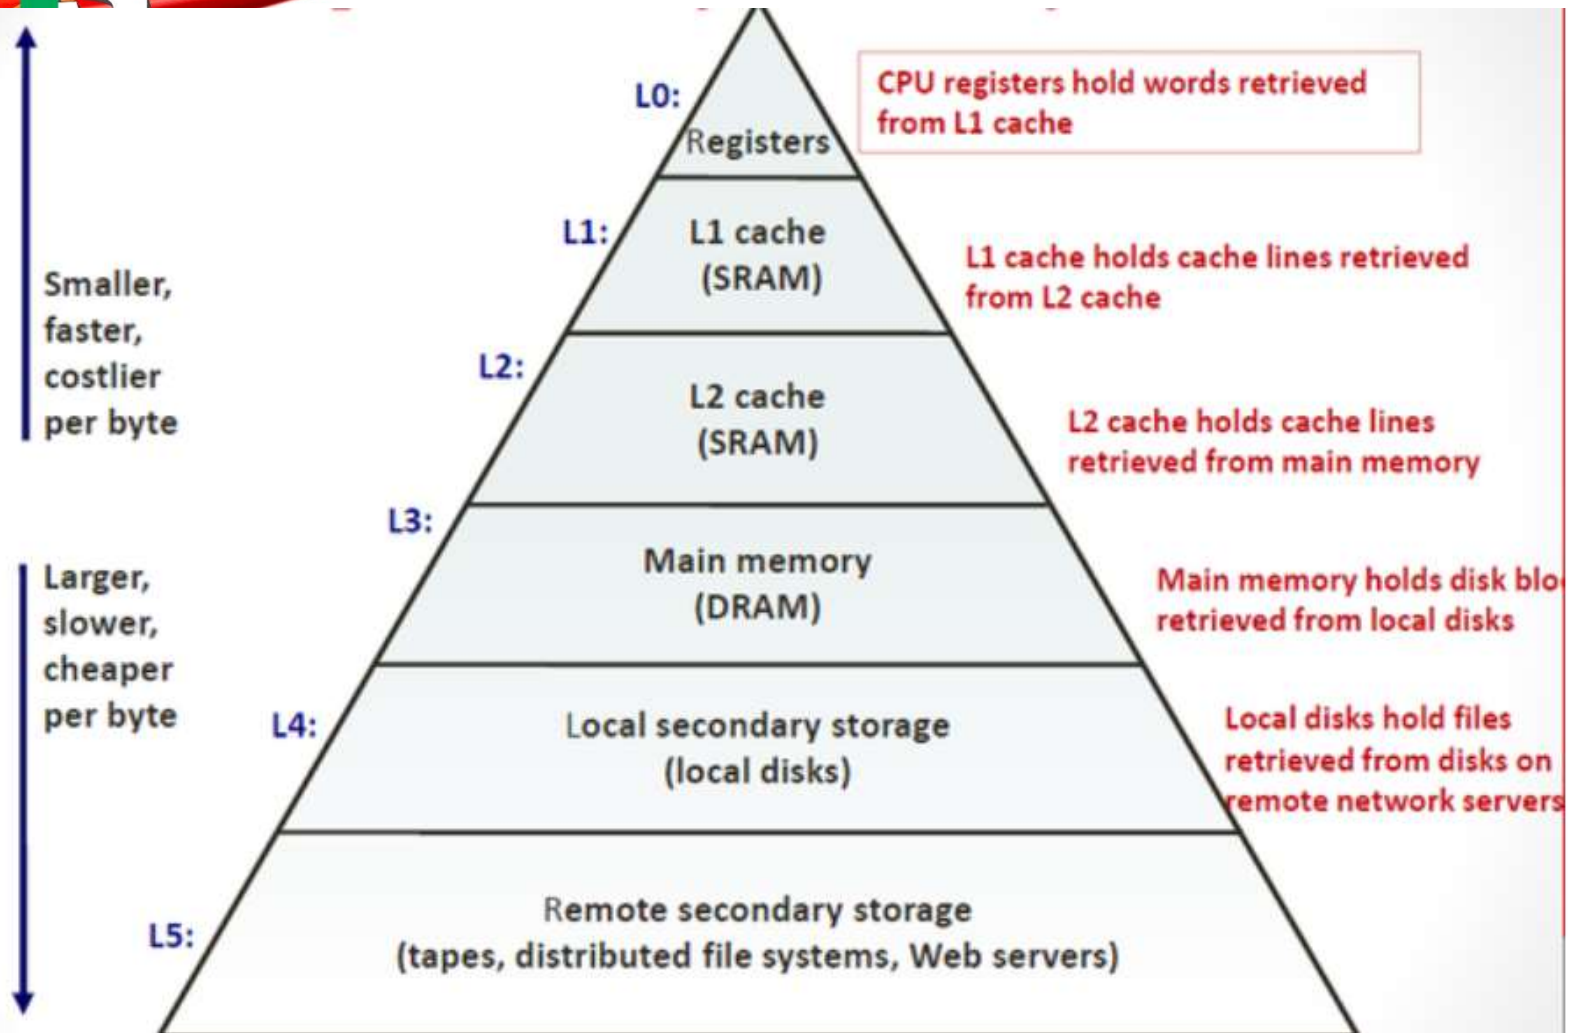 L0:
Registers
CPU registers hold words retrieved
from L1 cache
L1:
L1 cache
(SRAM)
L1 cache holds cache lines retrieved
from L2 cache
Smaller,
faster,
costlier
per byte
L2:
L2 cache
(SRAM)
L2 cache holds cache lines
retrieved from main memory
L3:
Main memory
(DRAM)
Main memory holds disk
retrieved from local disks
Larger,
slower,
cheaper
per byte
L4:
Local secondary storage
(local disks)
Local disks hold files
retrieved from disks on
remote network servers
L5:
Remote secondary storage
(tapes, distributed file systems, Web servers)